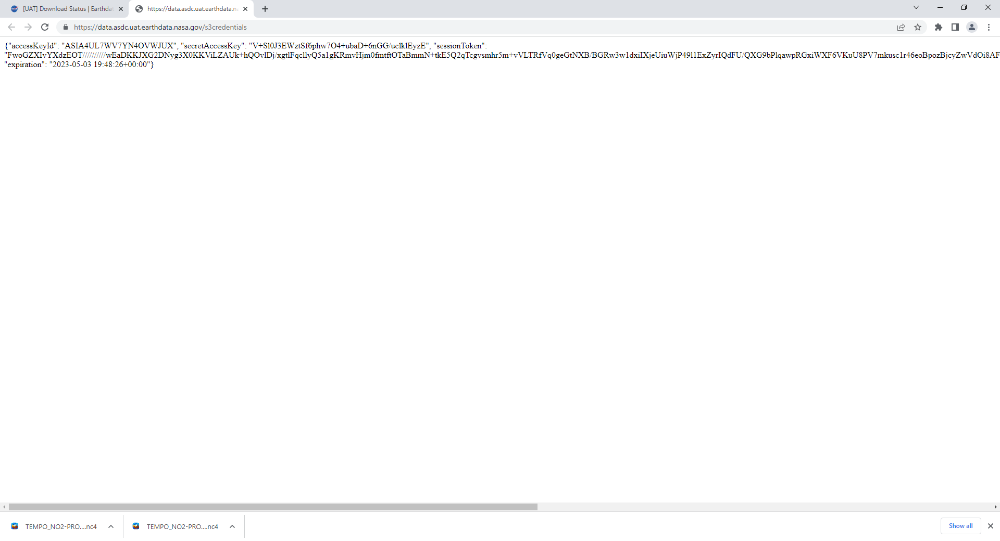 [UAT] Download Status | Earthdat
https://data.asdc.uat.earthdata.na
https://data.asdc.uat.earthdata.nasa.gov/s3credentials
{"accessKeyId": "ASIA4UL7WV7YN4OVWJUX", "secretAccessKey": "V+Sl0J3EWztSf6phw7O4+ubaD+6nGG/uclklEyzE", "sessionToken":
"FwoGZXIvYXdzEOT//////////wEaDKKJXG2DNyg3X0KKViLZAUk+hQOvlDj/xgtlFqcllyQ5a1gKRmvHjm0fmtftOTaBmmN+tkE5Q2qTcgvsmhr5m+vVLTRfVq0geGtNXB/BGRw3w1dxiIXjeUiuWjP49l1ExZyrIQdFU/QXG9bPlqawpRGxiWXF6VKuU8PV7mkusc1r46eoBpozBjcyZwVdOi8AF
"expiration": "2023-05-03 19:48:26+00:00"}
TEMPO_NO2-PRO....nc4
TEMPO_NO2-PRO....nc4
Show all